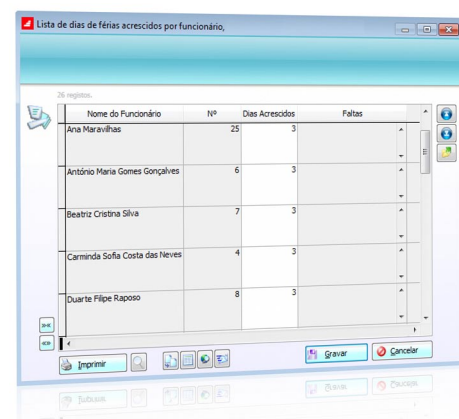 Lista de dias de férias acrescidos por funcionário,
26 registos.
Nome do Funcionário Nº Dias Acrescidos Faltas
Ana Maravilhas 25 3
António Maria Gomes Gonçalves 6 3
Beatriz Cristina Silva 7 3
Carminda Sofia Costa das Neves 4 3
Duarte Filipe Raposo 8 3
Imprimir Gravar Cancelar